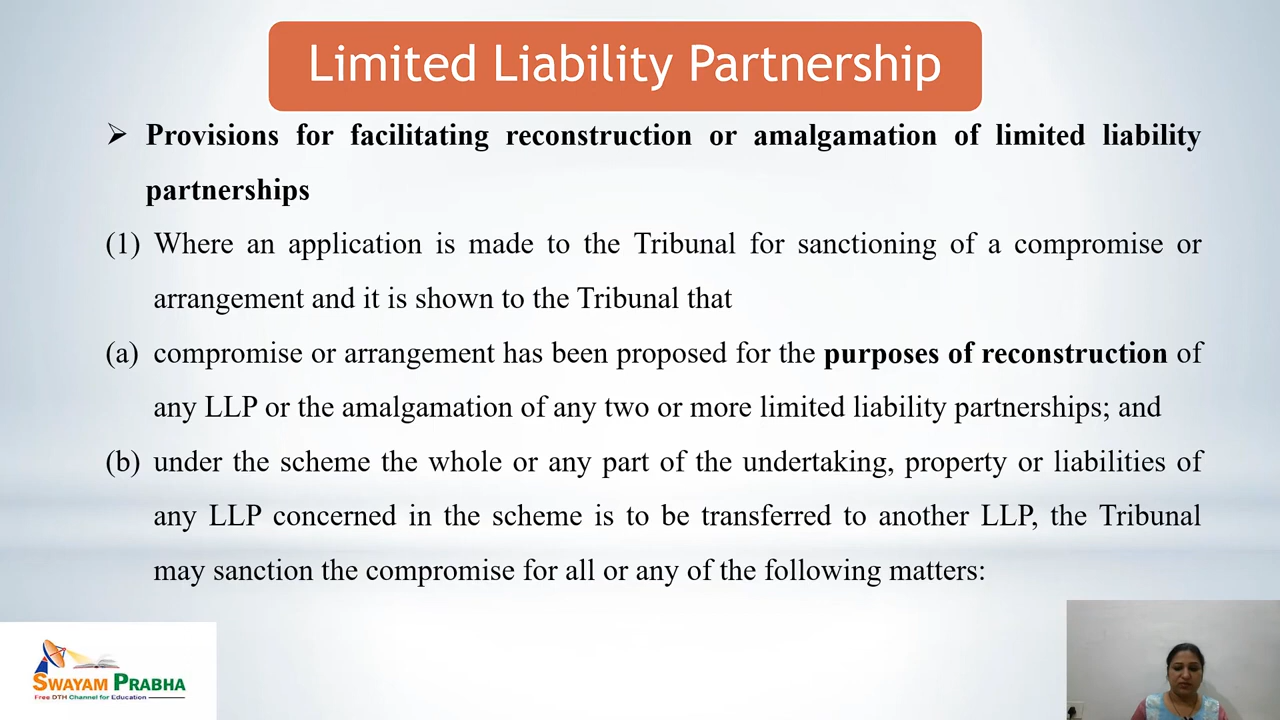 Limited Liability Partnership
➢ Provisions for facilitating reconstruction or amalgamation of limited liability
partnerships
(1) Where an application is made to the Tribunal for sanctioning of a compromise or
arrangement and it is shown to the Tribunal that
(a) compromise or arrangement has been proposed for the purposes of reconstruction of
any LLP or the amalgamation of any two or more limited liability partnerships; and
(b) under the scheme the whole or any part of the undertaking, property or liabilities of
any LLP concerned in the scheme is to be transferred to another LLP, the Tribunal
may sanction the compromise for all or any of the following matters:
SWAYAM PRABHA
Free DTH Channel for Education